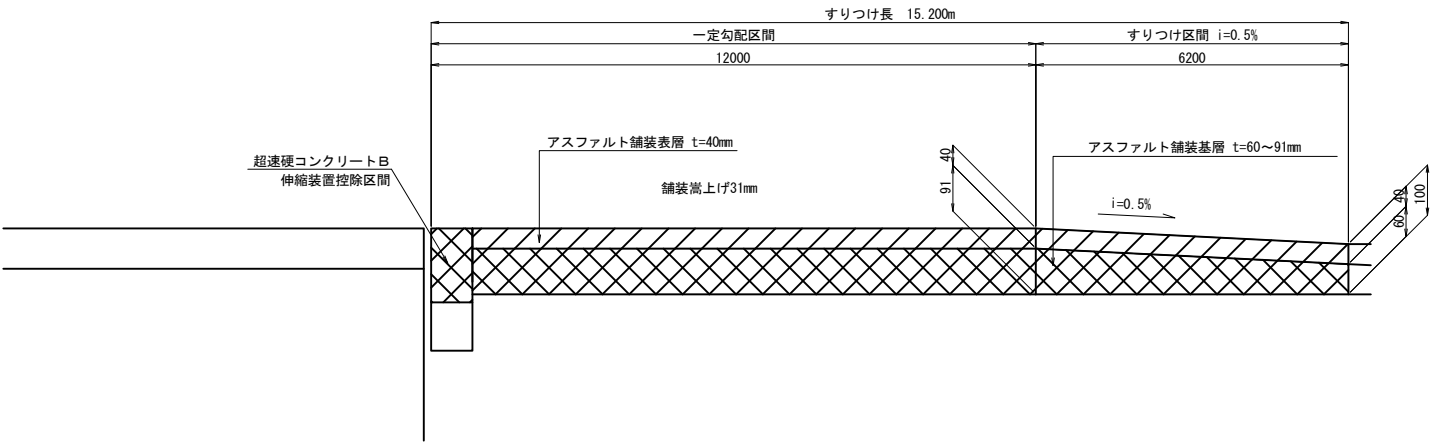 すりつけ長 15.200m
一定勾配区間
すりつけ区間 i=0.5%
12000
6200
アスファルト舗装表層 t=40mm
アスファルト舗装基層 t=60～91mm
超速硬コンクリートB
伸縮装置控除区間
舗装嵩上げ31mm
40
91
i=0.5%
40
60
100